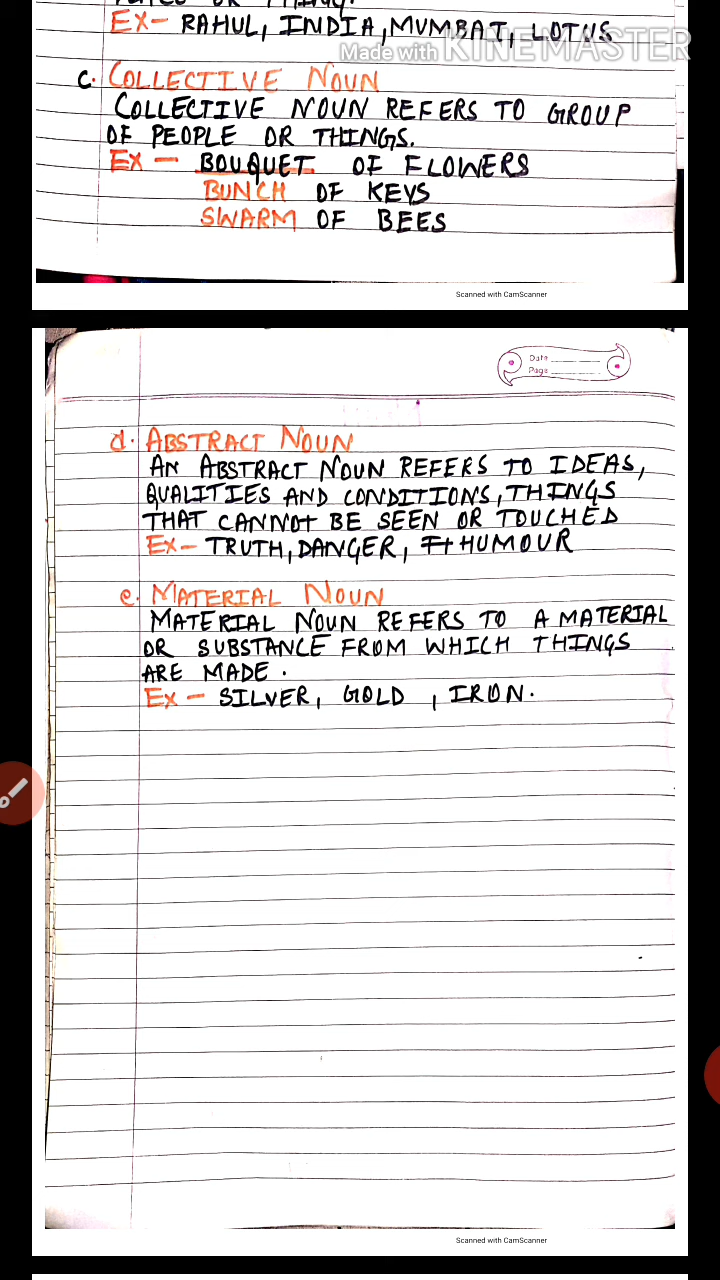 EX- RAHUL, INDIA, MUMBAI, LOTUS
Made with KINEMASTER
C. COLLECTIVE NOUN
COLLECTIVE NOUN REFERS TO GROUP
OF PEOPLE OR THINGS.
EX - BOUQUET OF FLOWERS
BUNCH OF KEYS
SWARM OF BEES
Scanned with CamScanner
Date
Page
d. ABSTRACT NOUN
AN ABSTRACT NOUN REFERS TO IDEAS,
QUALITIES AND CONDITIONS, THINGS
THAT CANNOT BE SEEN OR TOUCHED
EX- TRUTH, DANGER, HUMOUR
e. MATERIAL NOUN
MATERIAL NOUN REFERS TO A MATERIAL
OR SUBSTANCE FROM WHICH THINGS
ARE MADE.
EX - SILVER, GOLD, IRON.
Scanned with CamScanner